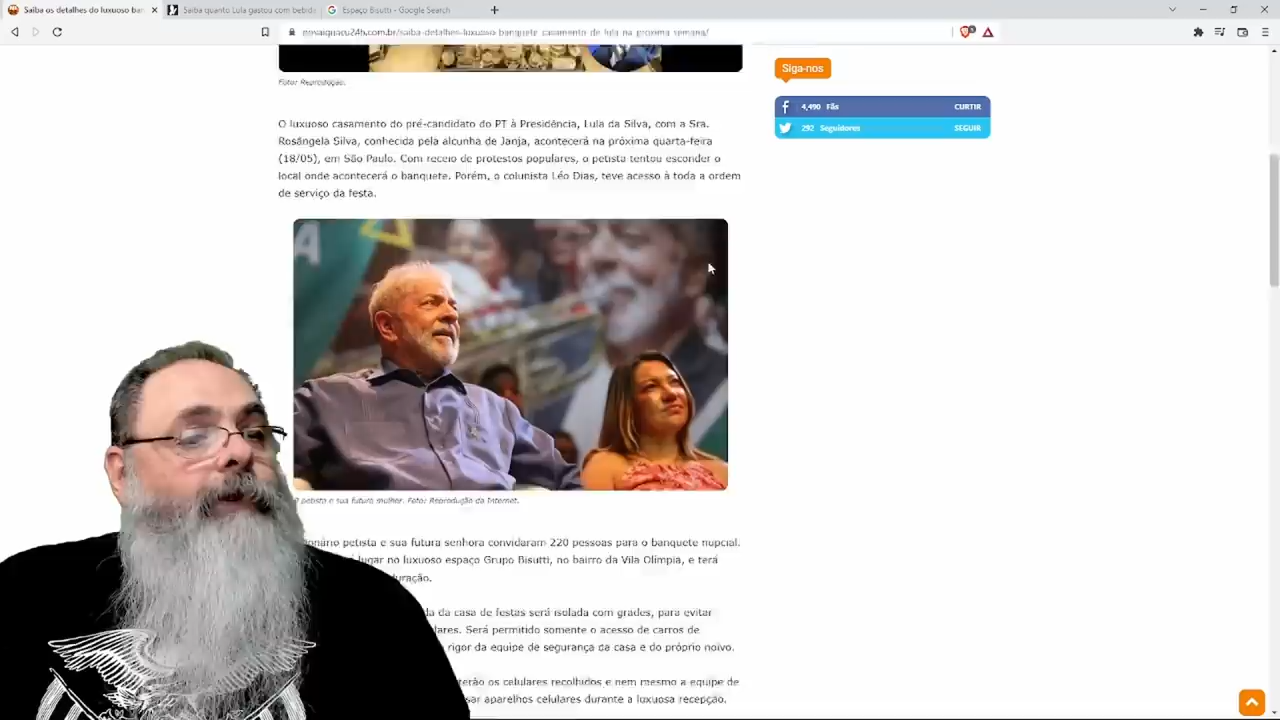 Saiba os detalhes do luxuoso ba
Saiba quanto Lula gastou com bebid
Espaço Bisutti - Google Search
novaiguacu24h.com.br/saiba-detalhes-luxuoso-banquete-casamento-de-lula-na-proxima-semana/
Foto: Reprodução.
Siga-nos
4,490 Fãs CURTIR
292 Seguidores SEGUIR
O luxuoso casamento do pré-candidato do PT à Presidência, Lula da Silva, com a Sra.
Rosângela Silva, conhecida pela alcunha de Janja, acontecerá na próxima quarta-feira
(18/05), em São Paulo. Com receio de protestos populares, o petista tentou esconder o
local onde acontecerá o banquete. Porém, o colunista Léo Dias, teve acesso à toda a ordem
de serviço da festa.
petista e sua futura mulher. Foto: Reprodução da Internet.
onário petista e sua futura senhora convidaram 220 pessoas para o banquete nupcial.
lugar no luxuoso espaço Grupo Bisutti, no bairro da Vila Olímpia, e terá
duração.
da da casa de festas será isolada com grades, para evitar
lares. Será permitido somente o acesso de carros de
rigor da equipe de segurança da casa e do próprio noivo.
terão os celulares recolhidos e nem mesmo a equipe de
sar aparelhos celulares durante a luxuosa recepção.